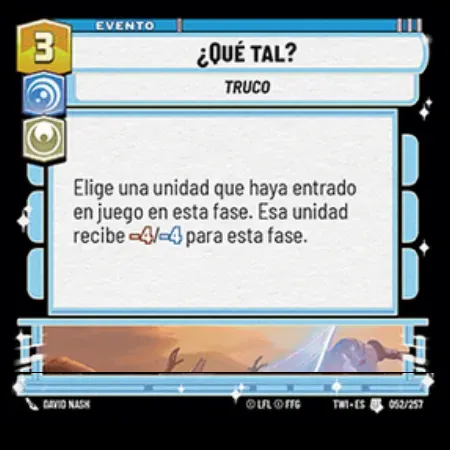 EVENTO
3
¿QUÉ TAL?
TRUCO
Elige una unidad que haya entrado
en juego en esta fase. Esa unidad
recibe -4/-4 para esta fase.
DAVID NASH
© LFL © FFG
TWI • ES
052/257